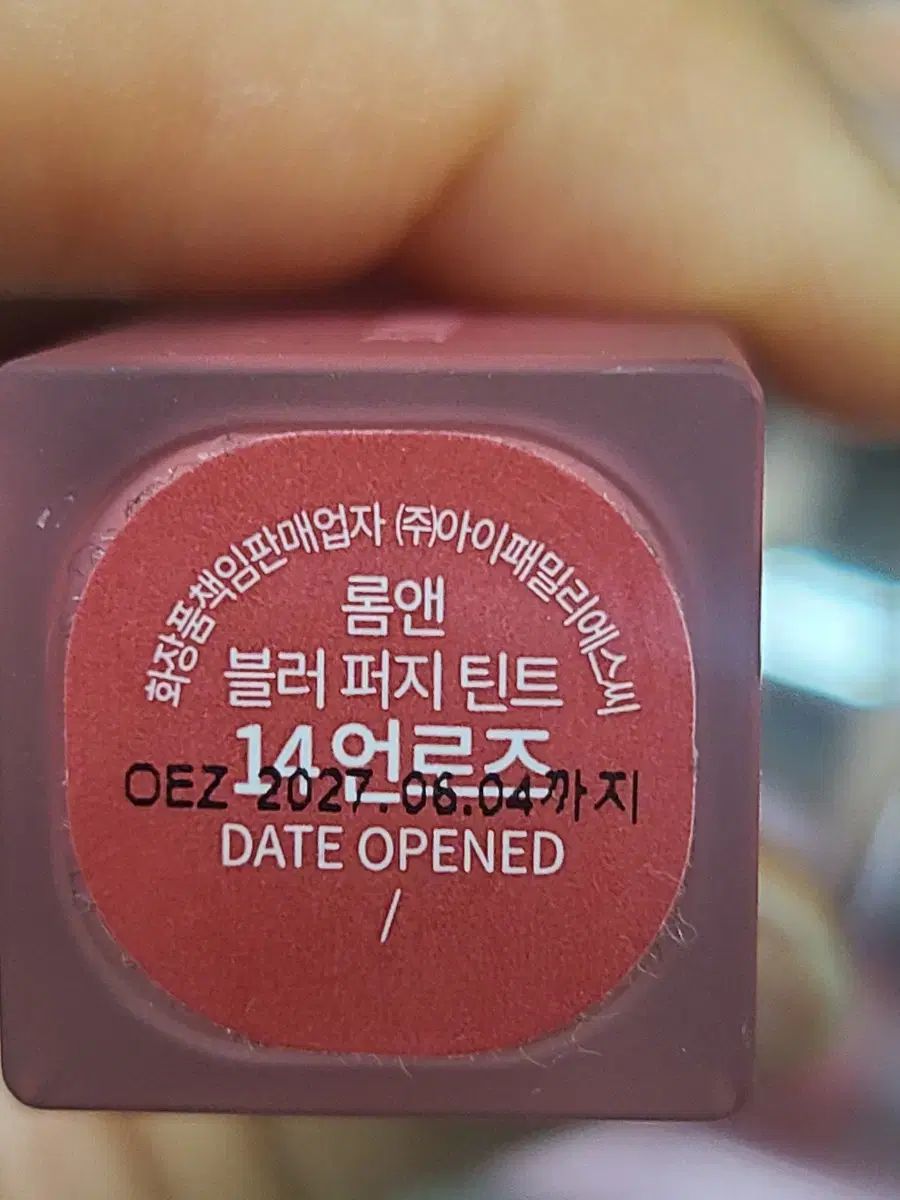 화장품책임판매업자 (주)아이패밀리에스씨
롬앤
블러 퍼지 틴트
14 언로즈
OEZ 2027.06.04까지
DATE OPENED
/